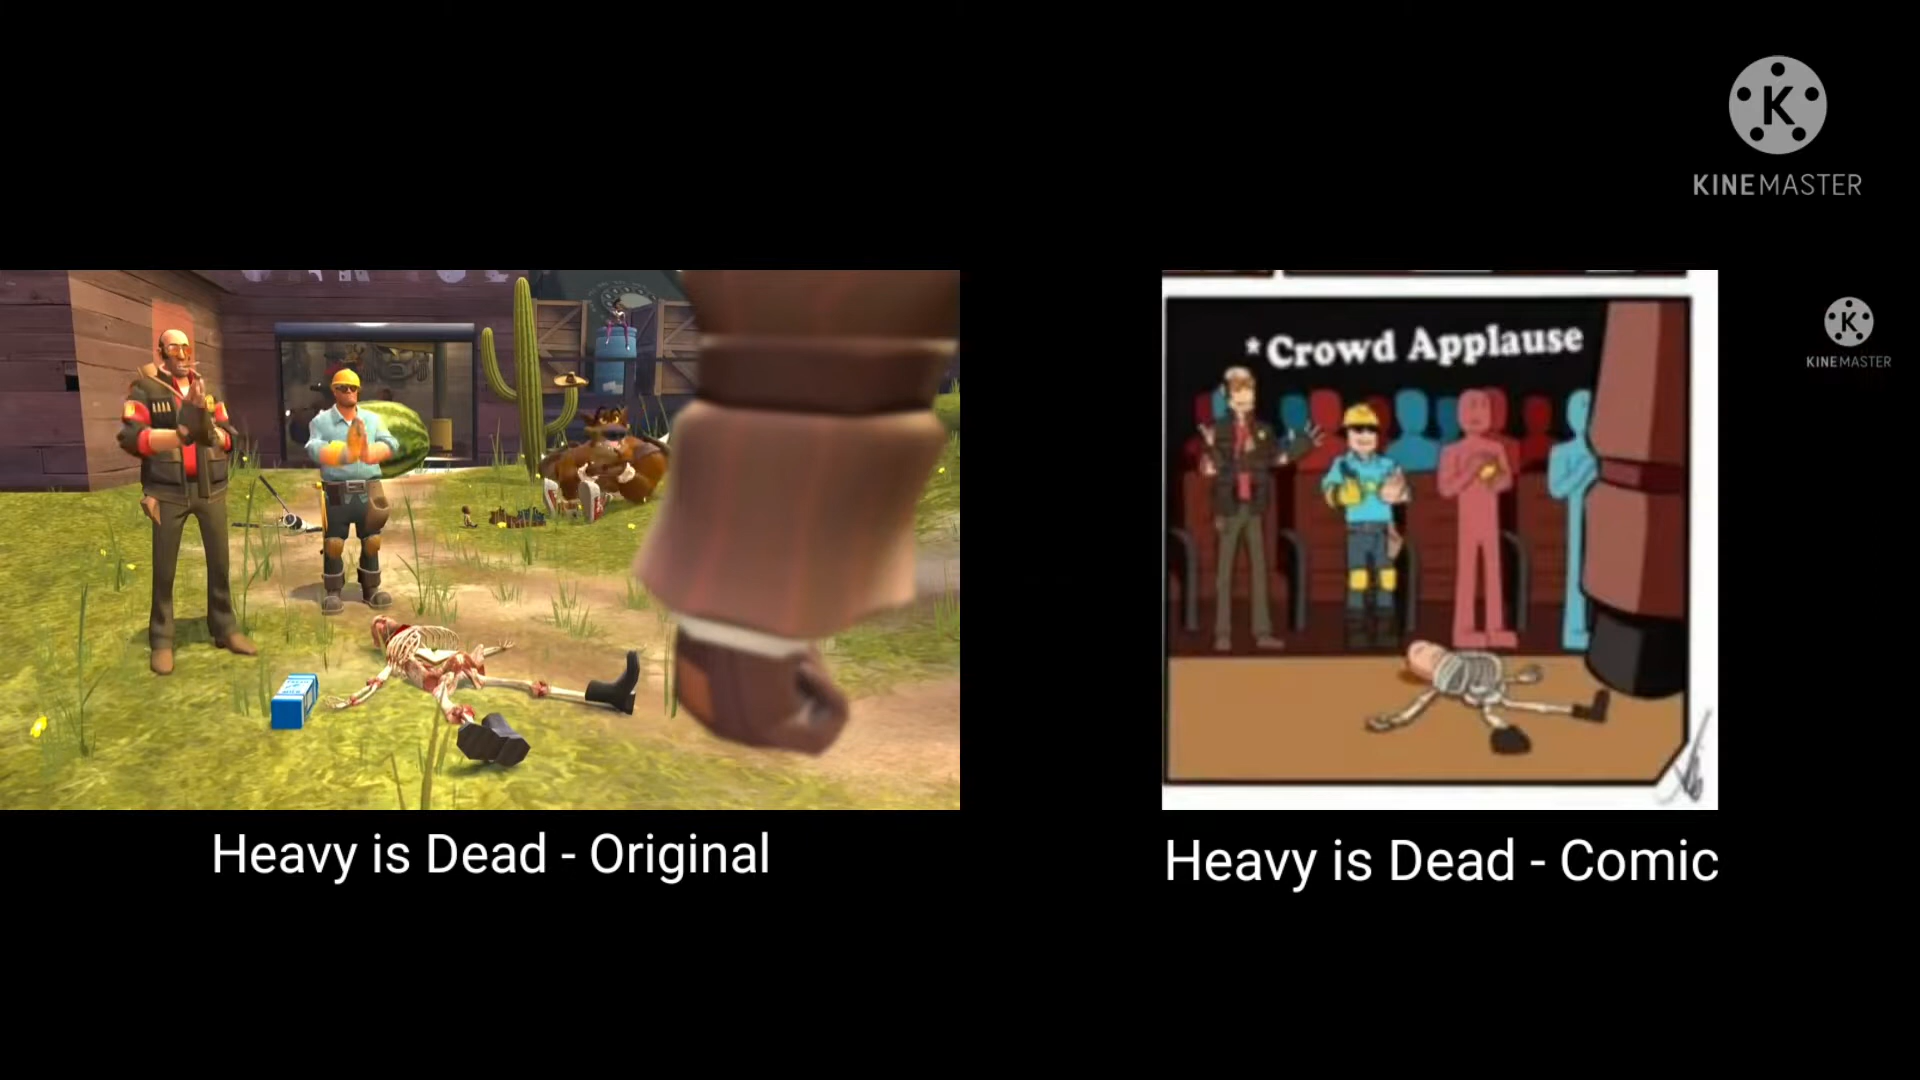 K
KINEMASTER
*Crowd Applause
K
KINEMASTER
Heavy is Dead - Original
Heavy is Dead - Comic